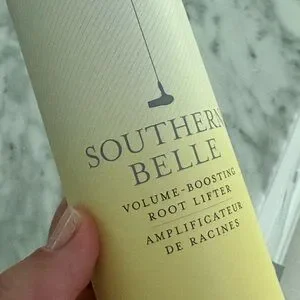 SOUTHERN
BELLE
VOLUME-BOOSTING
ROOT LIFTER
AMPLIFICATEUR
DE RACINES